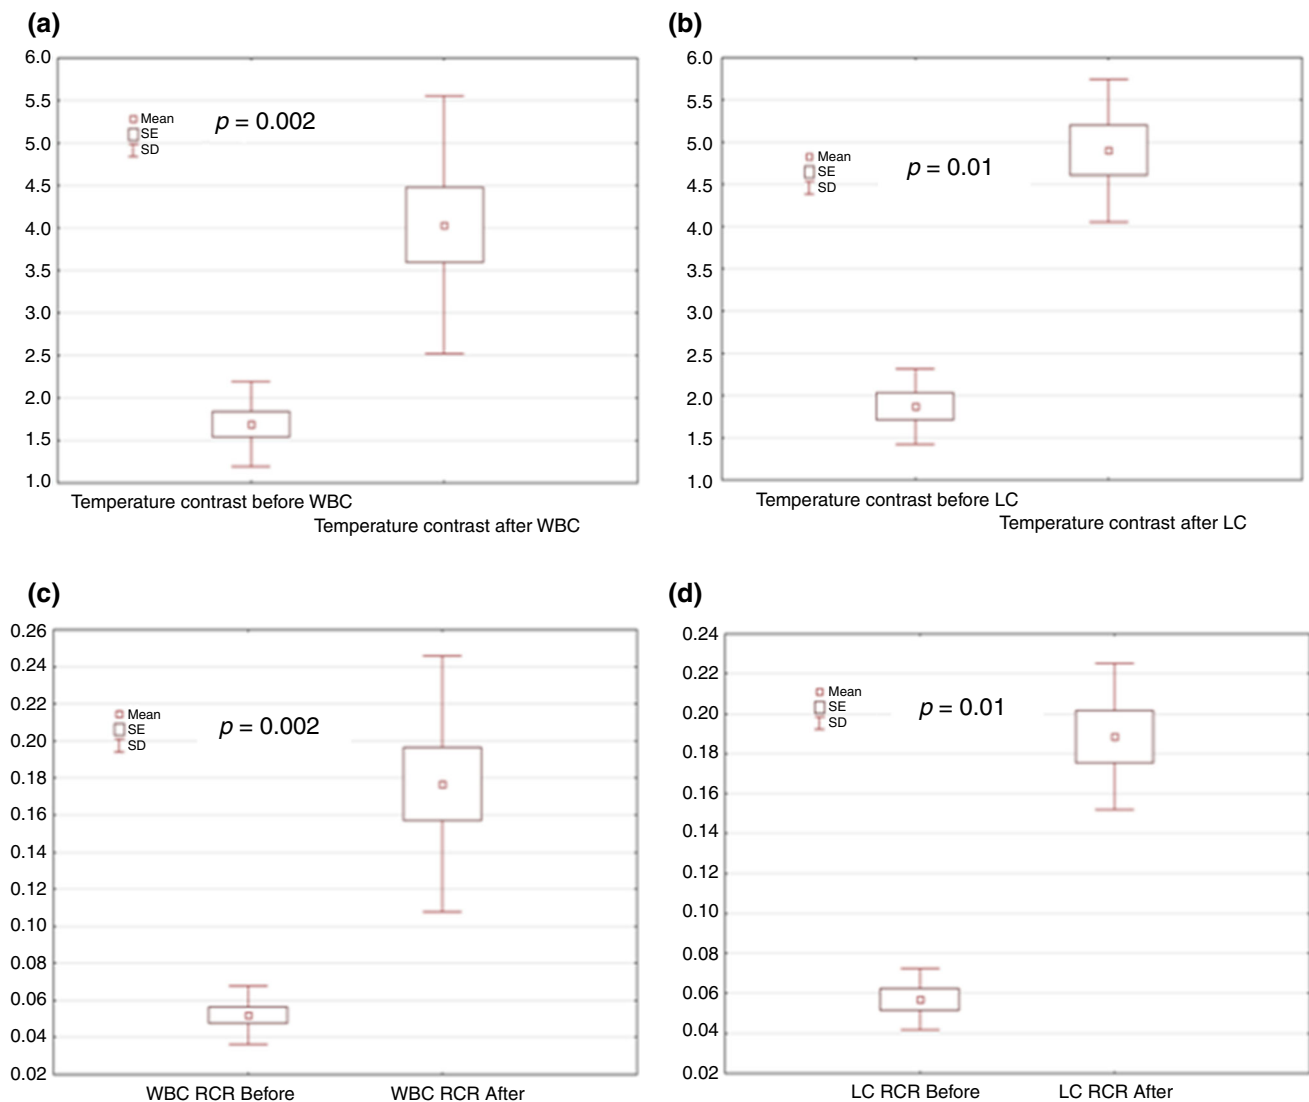 (a)
6.0
5.5
5.0
4.5
4.0
3.5
3.0
2.5
2.0
1.5
1.0
Mean
SE
SD
p = 0.002
Temperature contrast before WBC
Temperature contrast after WBC
(b)
6.0
5.5
5.0
4.5
4.0
3.5
3.0
2.5
2.0
1.5
1.0
Mean
SE
SD
p = 0.01
Temperature contrast before LC
Temperature contrast after LC
(c)
0.26
0.24
0.22
0.20
0.18
0.16
0.14
0.12
0.10
0.08
0.06
0.04
0.02
Mean
SE
SD
p = 0.002
WBC RCR Before WBC RCR After
(d)
0.24
0.22
0.20
0.18
0.16
0.14
0.12
0.10
0.08
0.06
0.04
0.02
Mean
SE
SD
p = 0.01
LC RCR Before LC RCR After